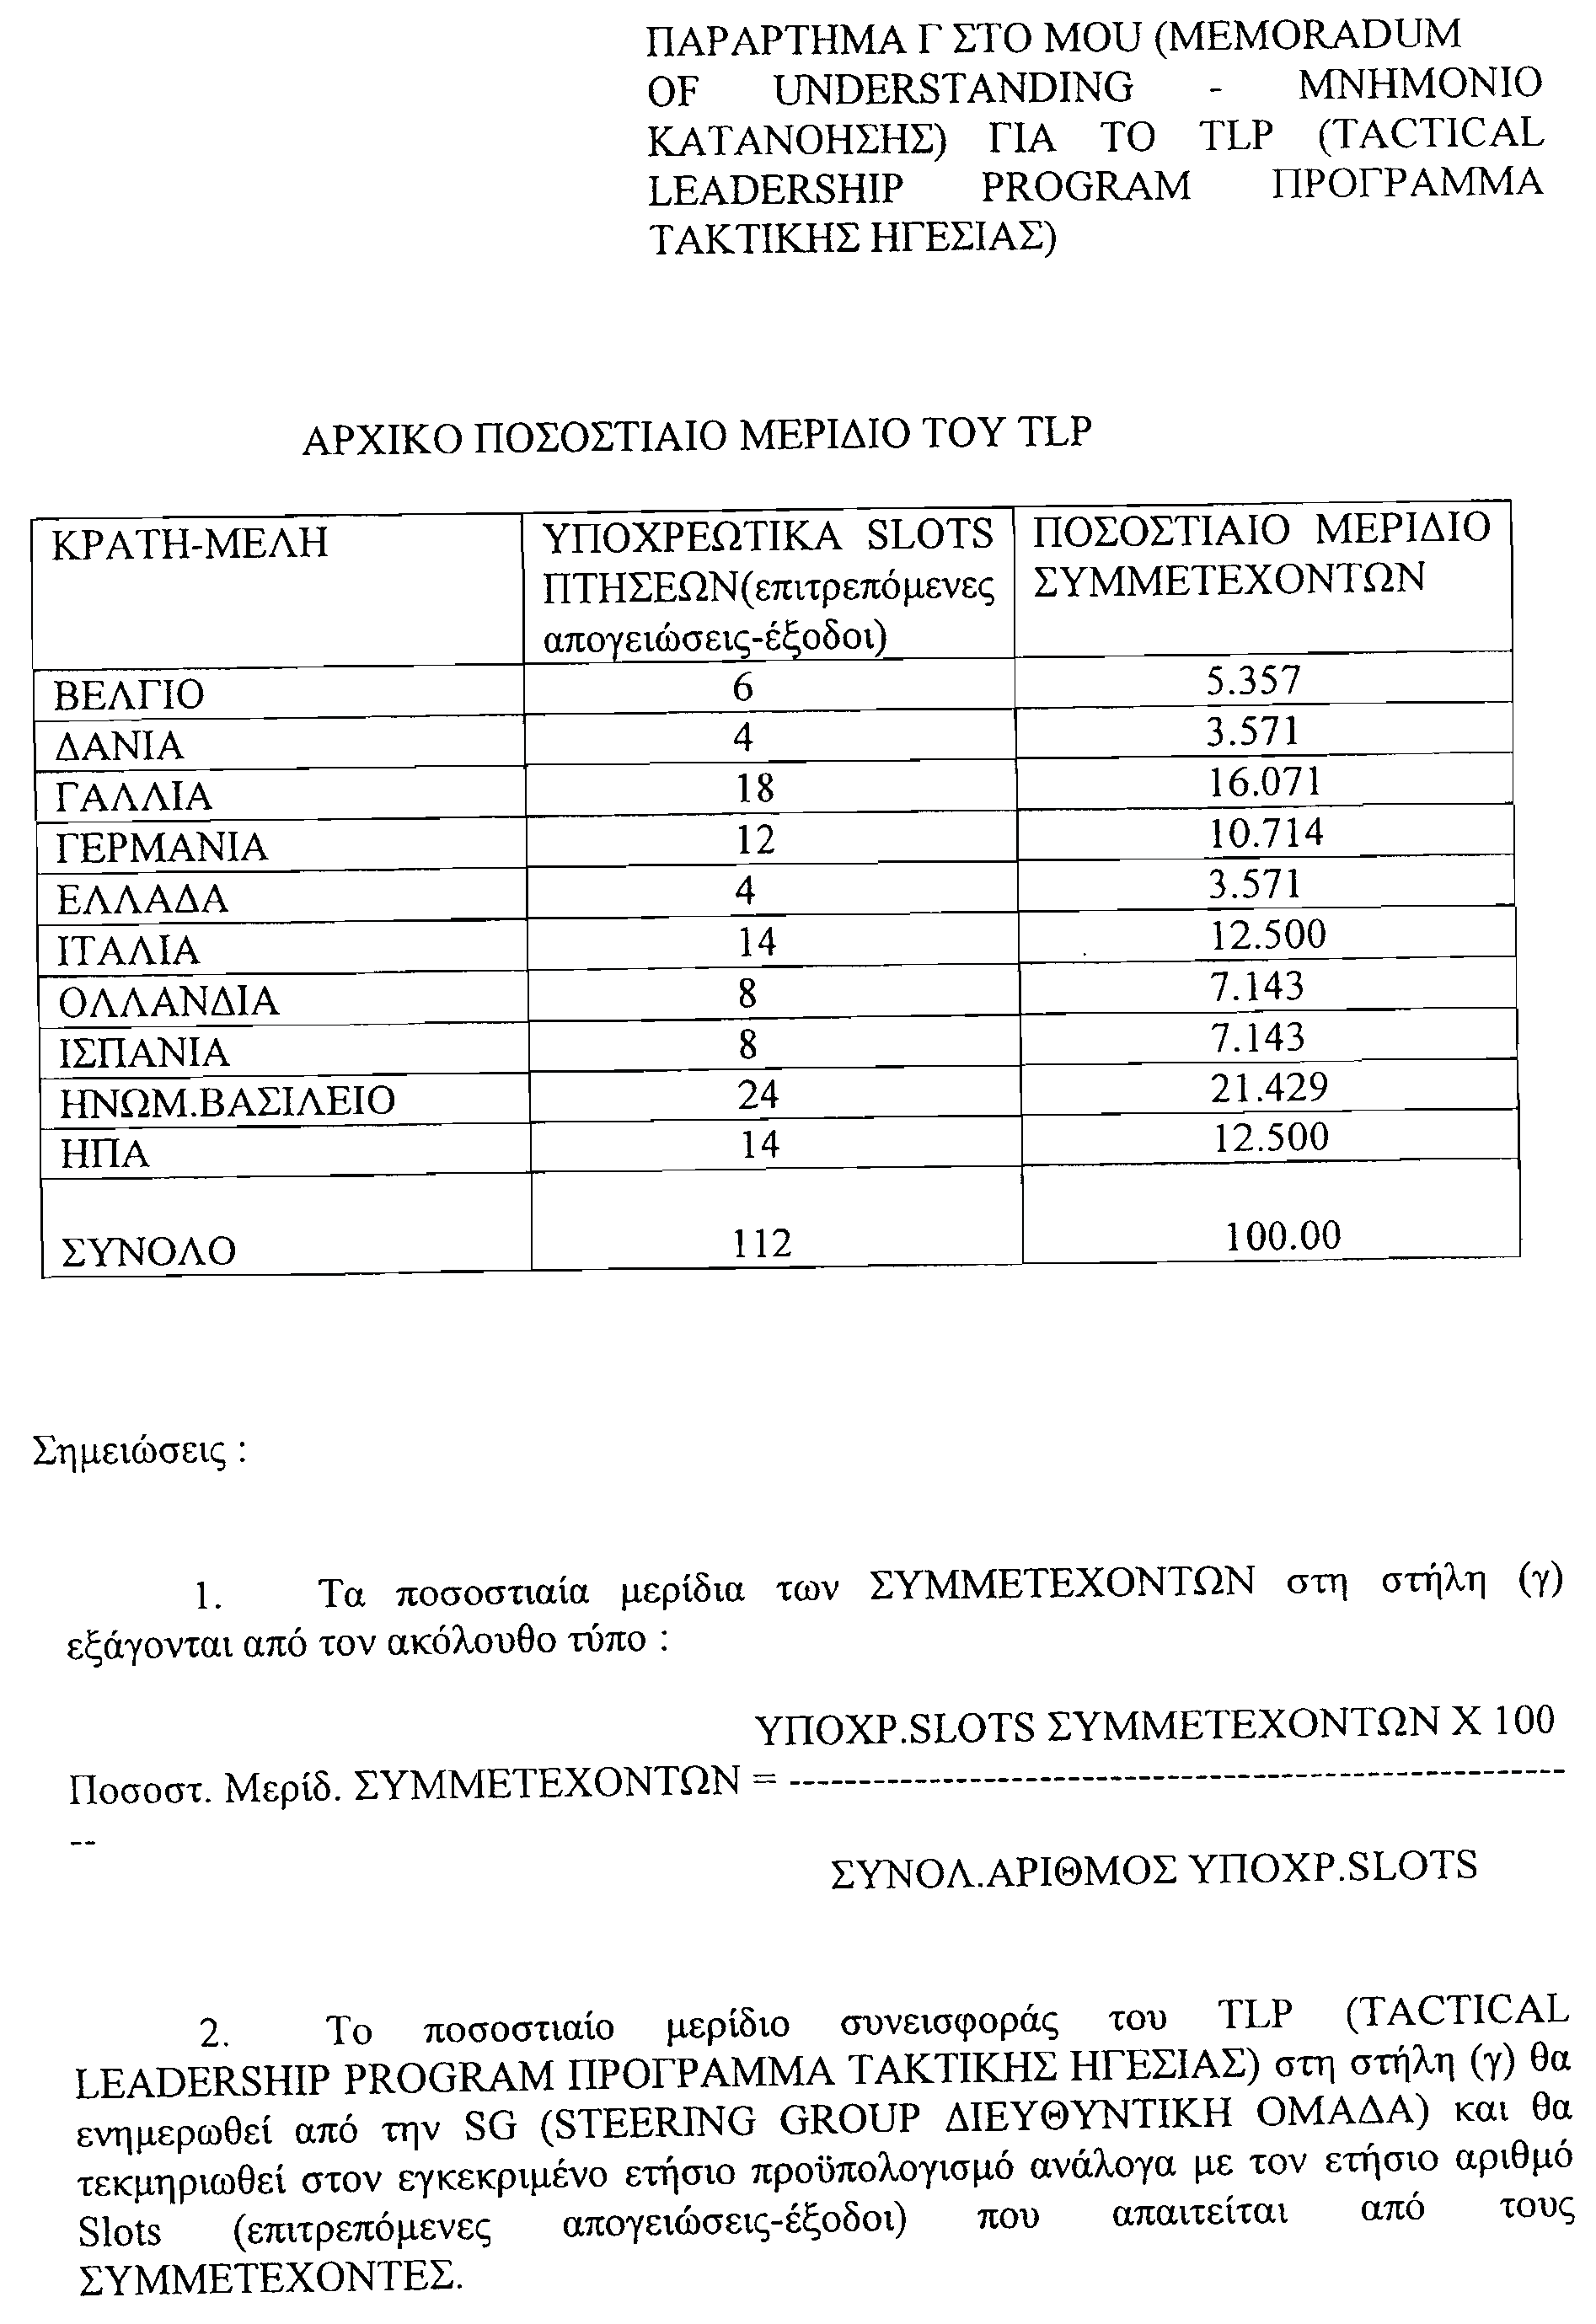 ΠΑΡΑΡΤΗΜΑ Γ ΣΤΟ MOU (MEMORADUM
OF UNDERSTANDING - ΜΝΗΜΟΝΙΟ
ΚΑΤΑΝΟΗΣΗΣ) ΓΙΑ ΤΟ TLP (TACTICAL
LEADERSHIP PROGRAM ΠΡΟΓΡΑΜΜΑ
ΤΑΚΤΙΚΗΣ ΗΓΕΣΙΑΣ)
ΑΡΧΙΚΟ ΠΟΣΟΣΤΙΑΙΟ ΜΕΡΙΔΙΟ ΤΟΥ TLP
ΚΡΑΤΗ-ΜΕΛΗ ΥΠΟΧΡΕΩΤΙΚΑ SLOTS ΠΟΣΟΣΤΙΑΙΟ ΜΕΡΙΔΙΟ
ΠΤΗΣΕΩΝ(επιτρεπόμενες ΣΥΜΜΕΤΕΧΟΝΤΩΝ
απογειώσεις-έξοδοι)
ΒΕΛΓΙΟ 6 5.357
ΔΑΝΙΑ 4 3.571
ΓΑΛΛΙΑ 18 16.071
ΓΕΡΜΑΝΙΑ 12 10.714
ΕΛΛΑΔΑ 4 3.571
ΙΤΑΛΙΑ 14 12.500
ΟΛΛΑΝΔΙΑ 8 7.143
ΙΣΠΑΝΙΑ 8 7.143
ΗΝΩΜ.ΒΑΣΙΛΕΙΟ 24 21.429
ΗΠΑ 14 12.500
ΣΥΝΟΛΟ 112 100.00
Σημειώσεις :
1. Τα ποσοστιαία μερίδια των ΣΥΜΜΕΤΕΧΟΝΤΩΝ στη στήλη (γ)
εξάγονται από τον ακόλουθο τύπο :
ΥΠΟΧΡ.SLOTS ΣΥΜΜΕΤΕΧΟΝΤΩΝ Χ 100
Ποσοστ. Μερίδ. ΣΥΜΜΕΤΕΧΟΝΤΩΝ = --------------------------------------------------------
--
ΣΥΝΟΛ.ΑΡΙΘΜΟΣ ΥΠΟΧΡ.SLOTS
2. Το ποσοστιαίο μερίδιο συνεισφοράς του TLP (TACTICAL
LEADERSHIP PROGRAM ΠΡΟΓΡΑΜΜΑ ΤΑΚΤΙΚΗΣ ΗΓΕΣΙΑΣ) στη στήλη (γ) θα
ενημερωθεί από την SG (STEERING GROUP ΔΙΕΥΘΥΝΤΙΚΗ ΟΜΑΔΑ) και θα
τεκμηριωθεί στον εγκεκριμένο ετήσιο προϋπολογισμό ανάλογα με τον ετήσιο αριθμό
Slots (επιτρεπόμενες απογειώσεις-έξοδοι) που απαιτείται από τους
ΣΥΜΜΕΤΕΧΟΝΤΕΣ.